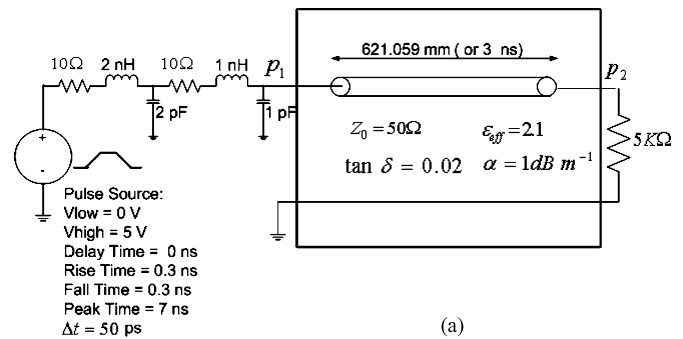 621.059 mm ( or 3 ns)
10Ω 2 nH 10Ω 1 nH p₁ p₂
2 pF 1 pF
Z₀ = 50Ω εeff = 2.1
5KΩ
tan δ = 0.02 α = 1dB m⁻¹
+
-
Pulse Source:
Vlow = 0 V
Vhigh = 5 V
Delay Time = 0 ns
Rise Time = 0.3 ns
Fall Time = 0.3 ns
Peak Time = 7 ns
Δt = 50 ps
(a)